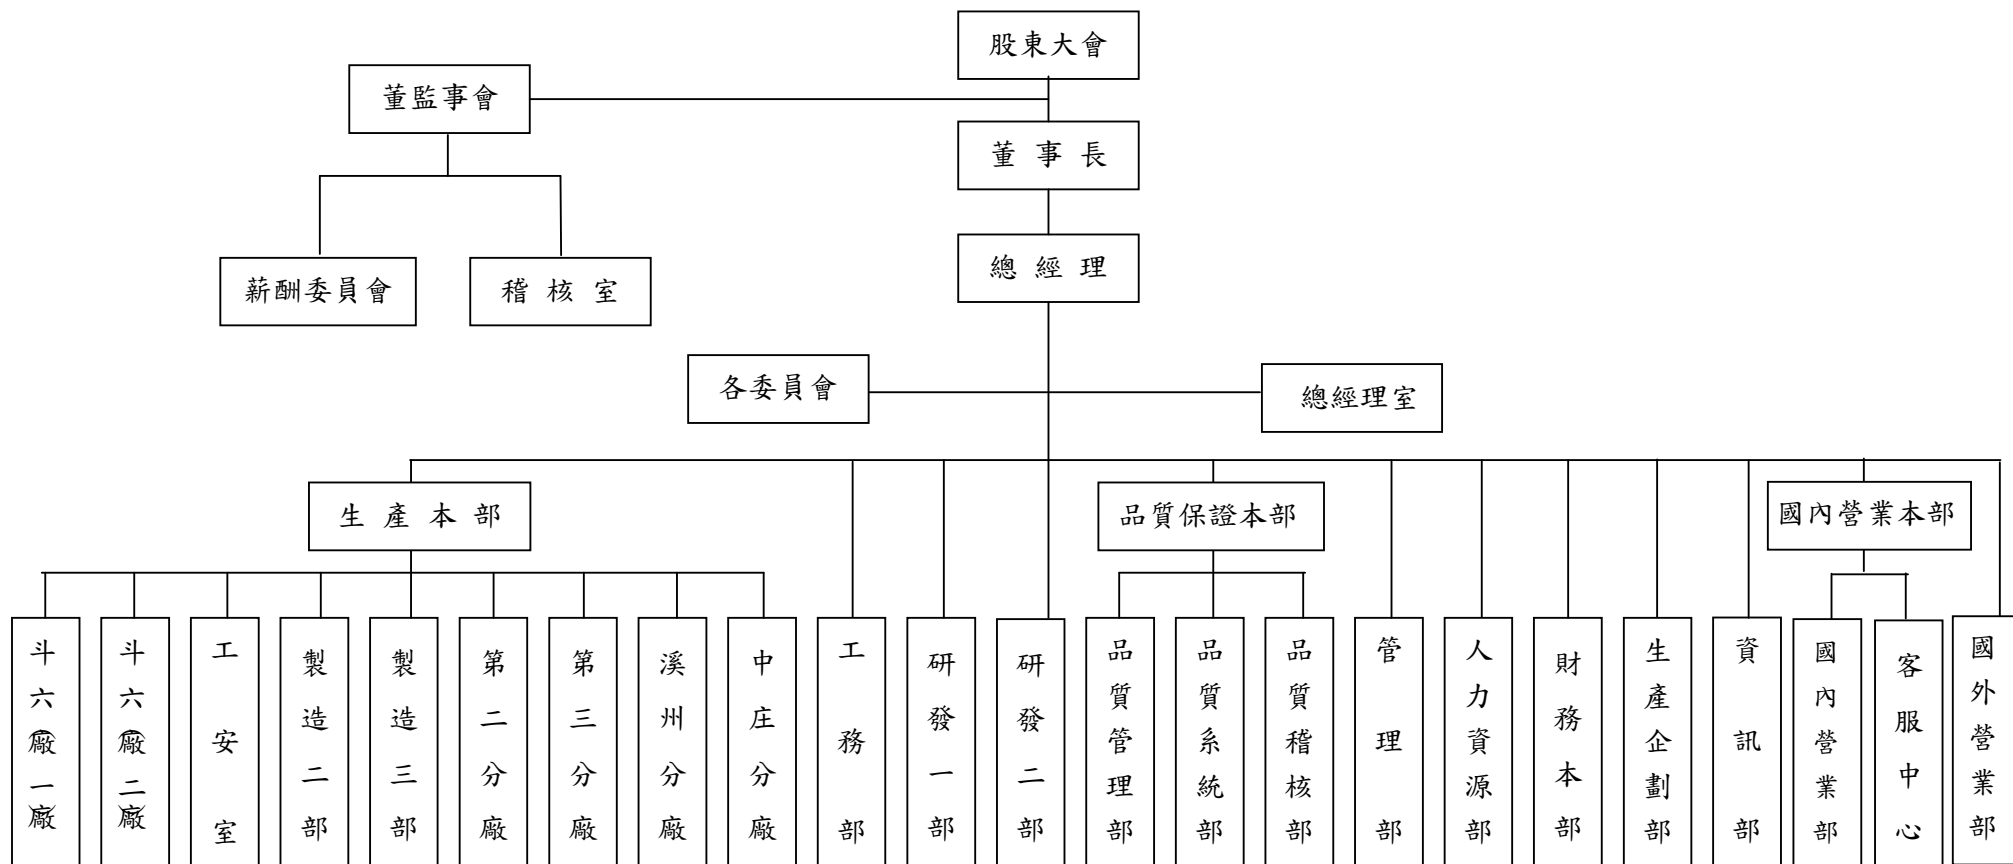 股東大會
董監事會
董事長
總經理
薪酬委員會
稽核室
各委員會
總經理室
生產本部
品質保證本部
國內營業本部
斗六廠(一廠)
斗六廠(二廠)
工安室
製造二部
製造三部
第二分廠
第三分廠
溪州分廠
中庄分廠
工務部
研發一部
研發二部
品質管理部
品質系統部
品質稽核部
管理部
人力資源部
財務本部
生產企劃部
資訊部
國內營業部
客服中心
國外營業部